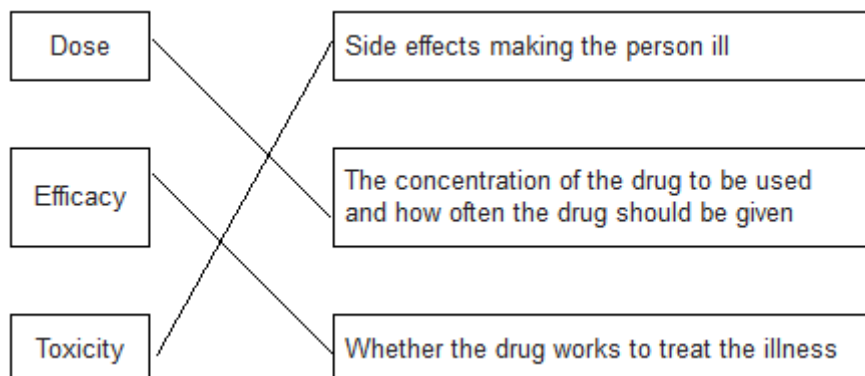 Dose
Side effects making the person ill
Efficacy
The concentration of the drug to be used
and how often the drug should be given
Toxicity
Whether the drug works to treat the illness